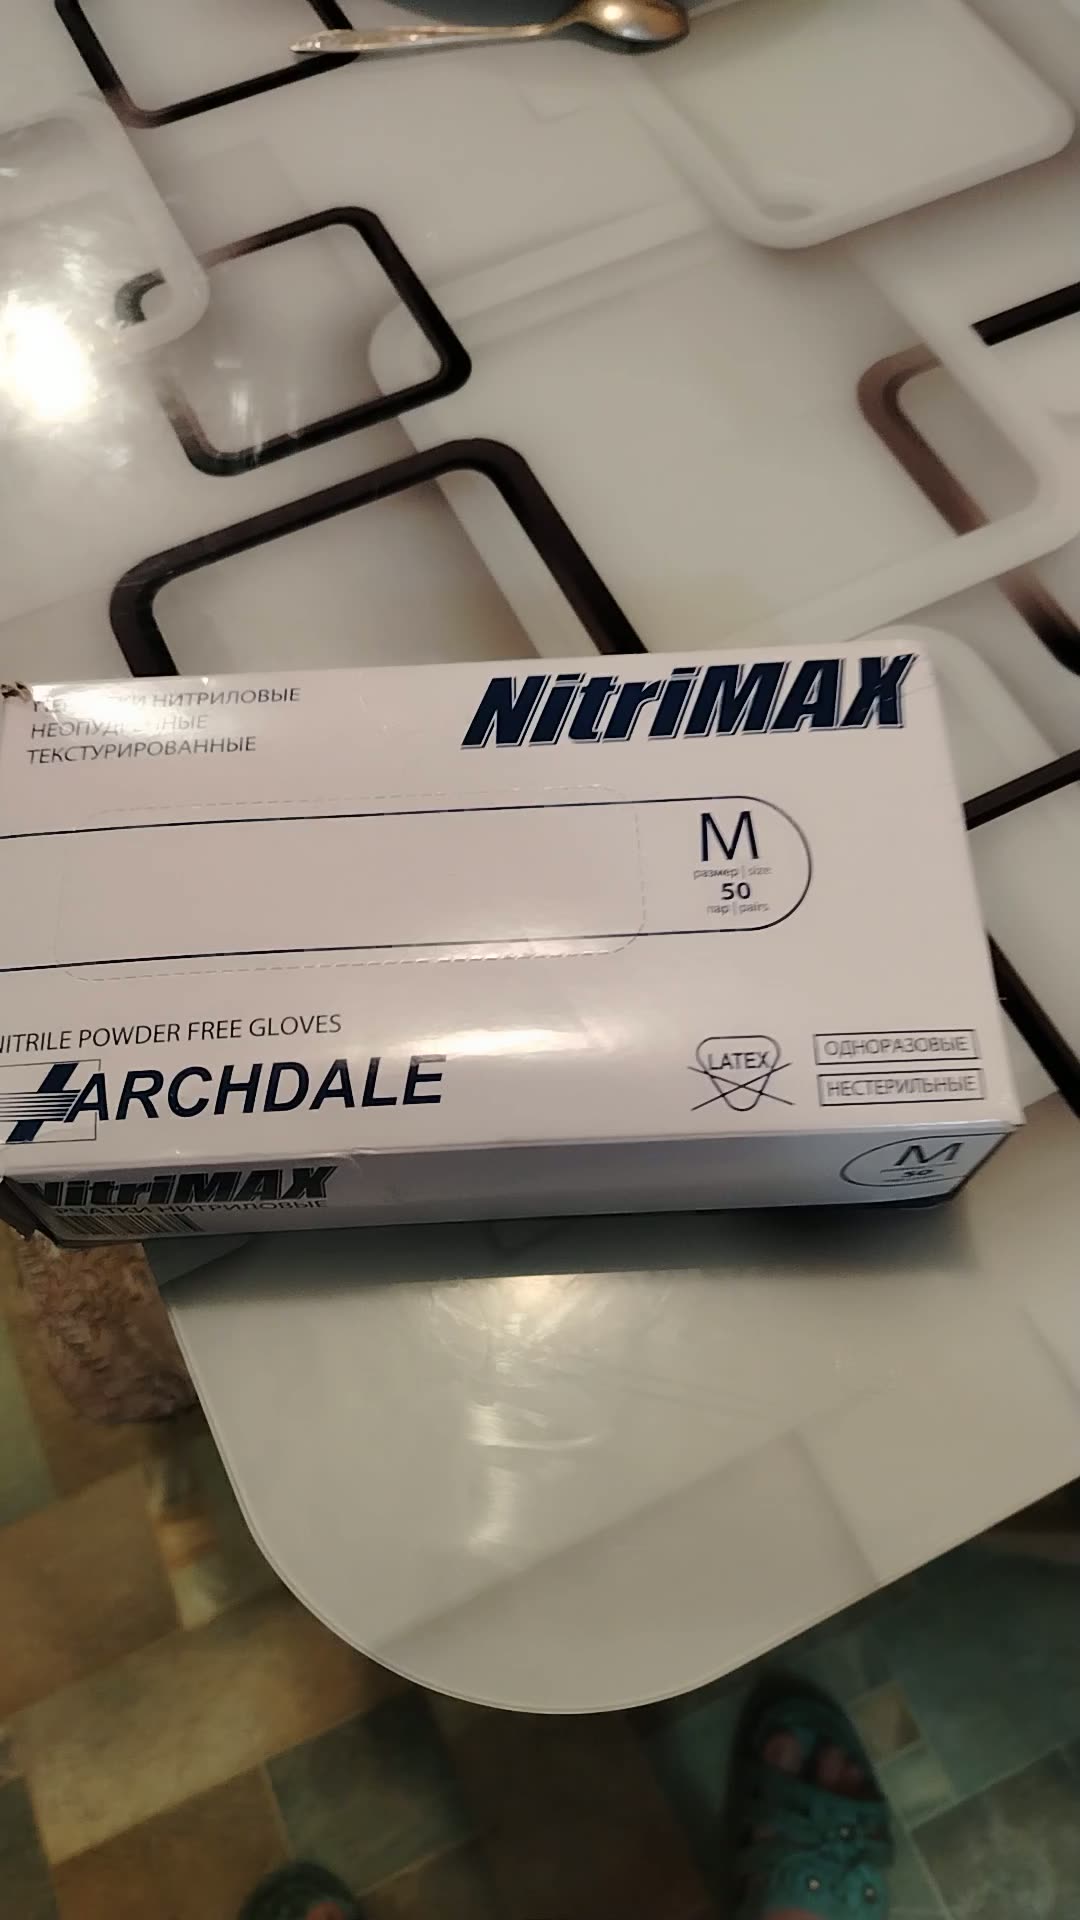 НИТРИЛОВЫЕ
НЕОПУДРЕННЫЕ
ТЕКСТУРИРОВАННЫЕ
NitriMAX
M
размер | size
50
пар | pairs
NITRILE POWDER FREE GLOVES
ARCHDALE
LATEX
ОДНОРАЗОВЫЕ
НЕСТЕРИЛЬНЫЕ
NitriMAX
НИТРИЛОВЫЕ
M
50